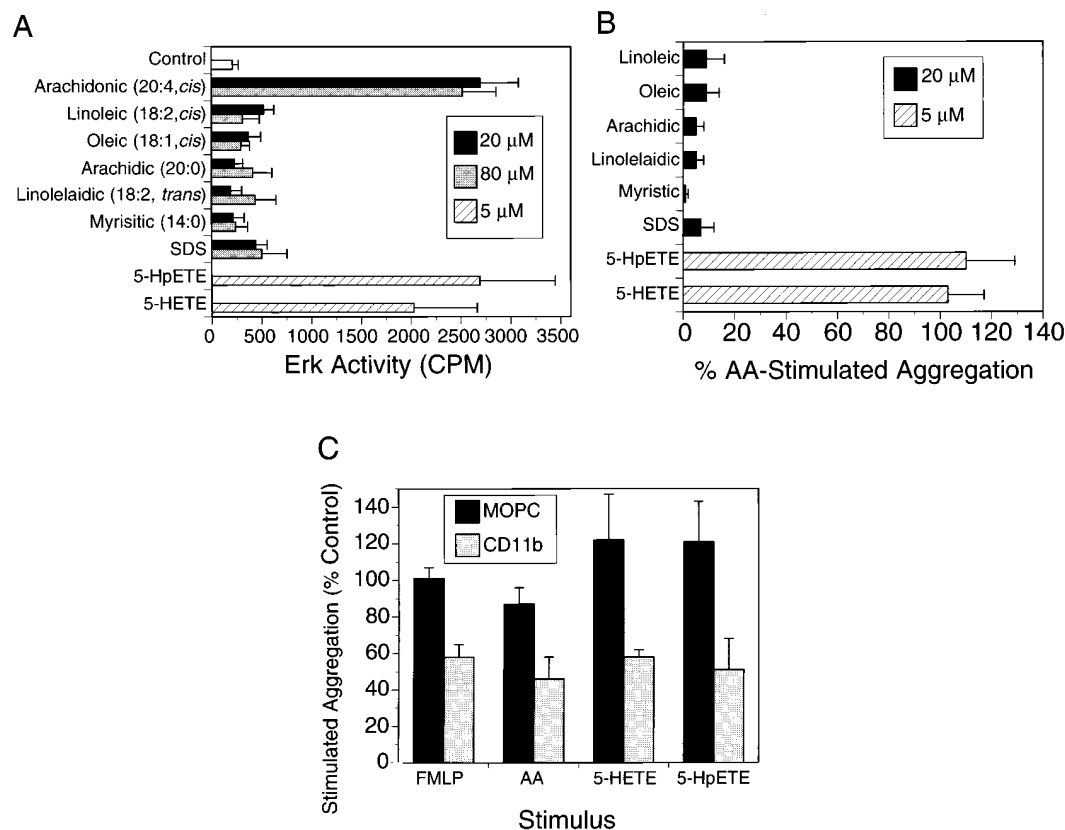 A
Control
Arachidonic (20:4,cis)
Linoleic (18:2,cis)
Oleic (18:1,cis)
Arachidic (20:0)
Linolelaidic (18:2, trans)
Myrisitic (14:0)
SDS
5-HpETE
5-HETE
20 µM
80 µM
5 µM
0 500 1000 1500 2000 2500 3000 3500
Erk Activity (CPM)
B
Linoleic
Oleic
Arachidic
Linolelaidic
Myristic
SDS
5-HpETE
5-HETE
20 µM
5 µM
0 20 40 60 80 100 120 140
% AA-Stimulated Aggregation
C
Stimulated Aggregation (% Control)
140
120
100
80
60
40
20
0
MOPC
CD11b
FMLP AA 5-HETE 5-HpETE
Stimulus